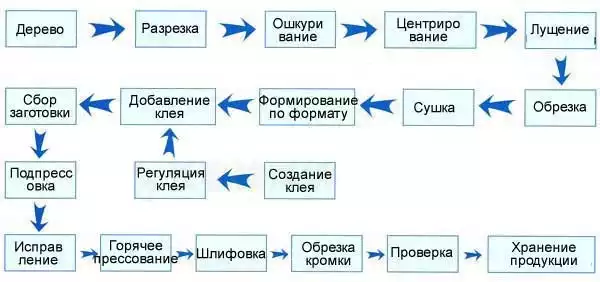 Дерево
Разрезка
Ошкури
вание
Центриро
вание
Лущение
Сбор
заготовки
Добавление
клея
Формирование
по формату
Сушка
Обрезка
Подпресс
овка
Регуляция
клея
Создание
клея
Исправ
ление
Горячее
прессование
Шлифовка
Обрезка
кромки
Проверка
Хранение
продукции